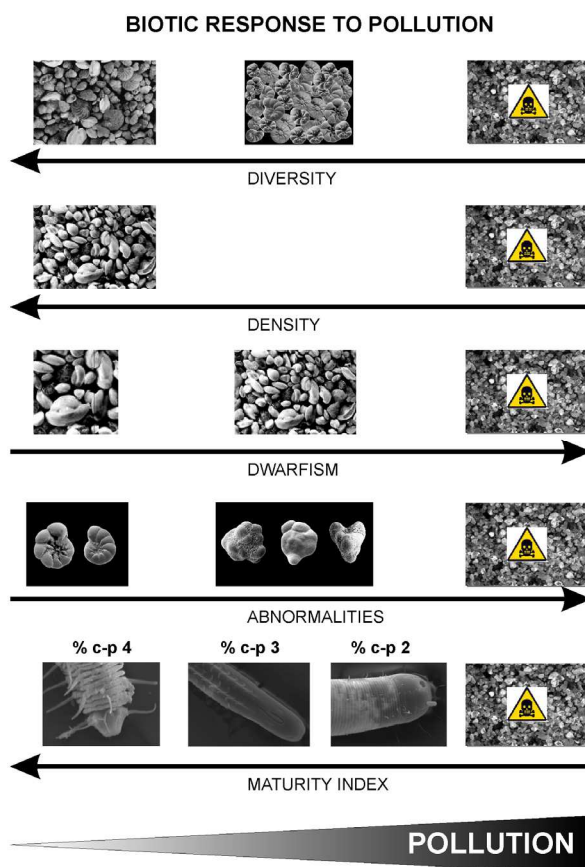 BIOTIC RESPONSE TO POLLUTION
DIVERSITY
DENSITY
DWARFISM
ABNORMALITIES
% c-p 4 % c-p 3 % c-p 2
MATURITY INDEX
POLLUTION